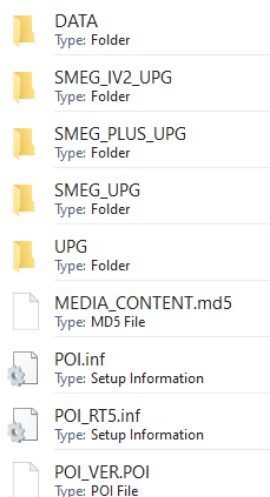 DATA
Type: Folder
SMEG_IV2_UPG
Type: Folder
SMEG_PLUS_UPG
Type: Folder
SMEG_UPG
Type: Folder
UPG
Type: Folder
MEDIA_CONTENT.md5
Type: MD5 File
POI.inf
Type: Setup Information
POI_RT5.inf
Type: Setup Information
POI_VER.POI
Type: POI File